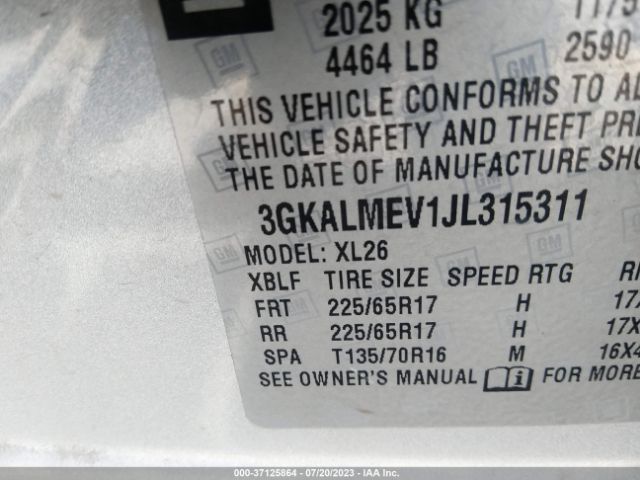 2025 KG
4464 LB 2590
THIS VEHICLE CONFORMS TO
VEHICLE SAFETY AND THEFT
THE DATE OF MANUFACTURE
3GKALMEV1JL315311
MODEL: XL26
XBLF TIRE SIZE SPEED RTG
FRT 225/65R17 H
RR 225/65R17 H
SPA T135/70R16 M
SEE OWNER'S MANUAL FOR MORE
GM
000-37125864 / 07/20/2023 / IAA Inc.